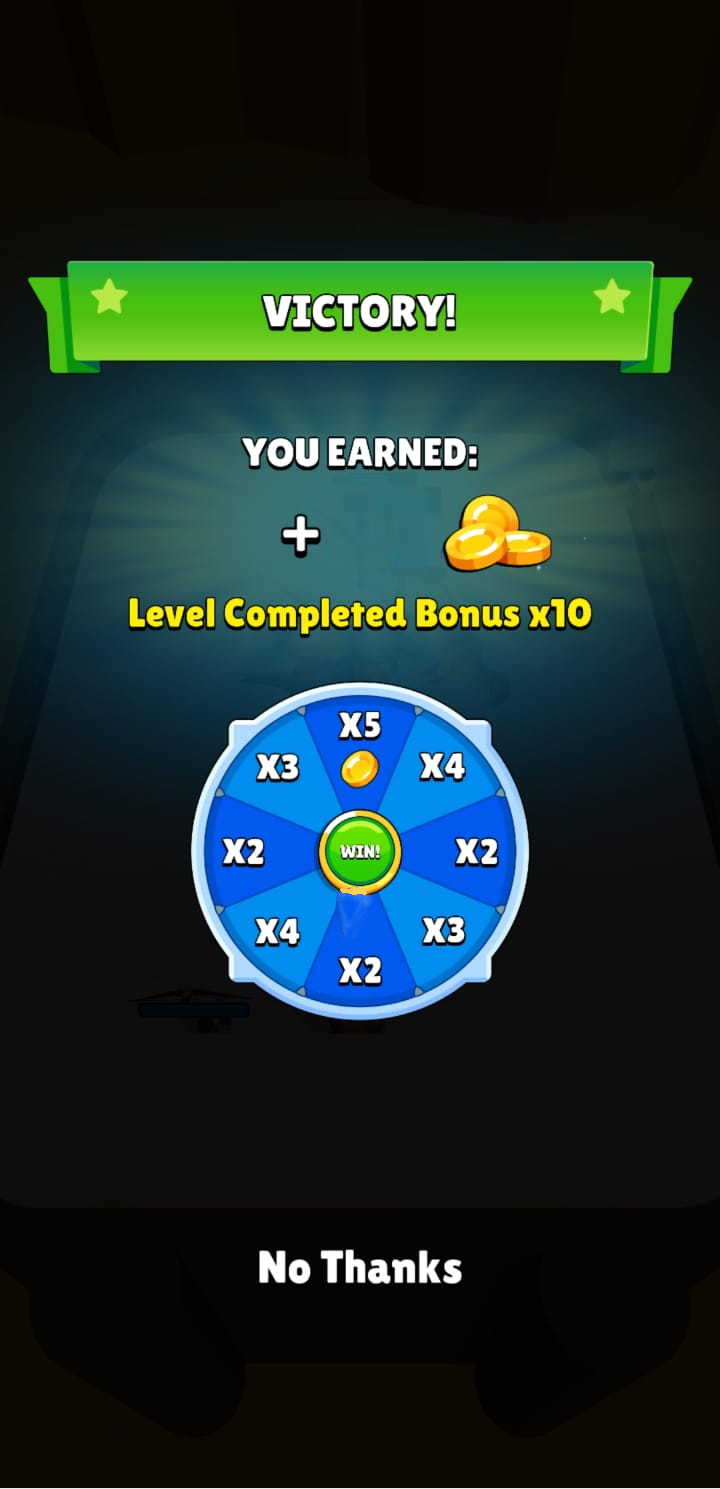 VICTORY!
YOU EARNED:
+
Level Completed Bonus x10
X5
X3
X4
X2
WIN!
X2
X4
X3
X2
No Thanks